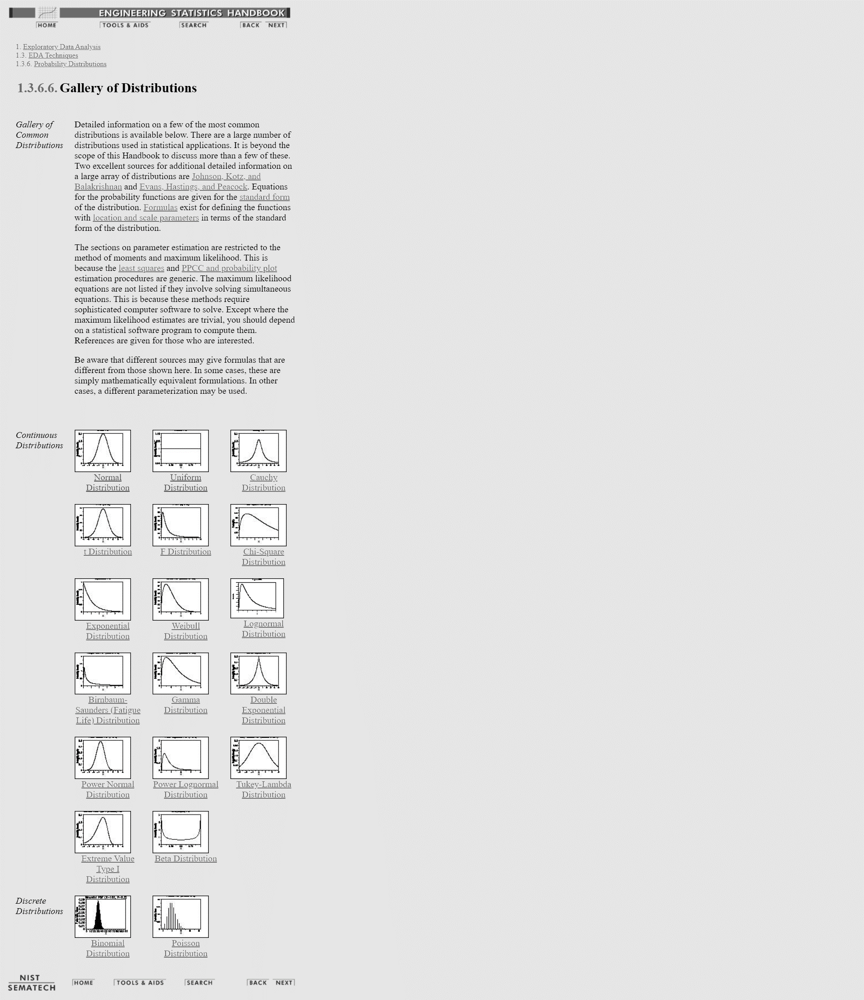 ENGINEERING STATISTICS HANDBOOK
HOME TOOLS & AIDS SEARCH BACK NEXT
1. Exploratory Data Analysis
1.3. EDA Techniques
1.3.6. Probability Distributions
1.3.6.6. Gallery of Distributions
Gallery of
Common
Distributions
Detailed information on a few of the most common
distributions is available below. There are a large number of
distributions used in statistical applications. It is beyond the
scope of this Handbook to discuss more than a few of these.
Two excellent sources for additional detailed information on
a large array of distributions are Johnson, Kotz, and
Balakrishnan and Evans, Hastings, and Peacock. Equations
for the probability functions are given for the standard form
of the distribution. Formulas exist for defining the functions
with location and scale parameters in terms of the standard
form of the distribution.
The sections on parameter estimation are restricted to the
method of moments and maximum likelihood. This is
because the least squares and PPCC and probability plot
estimation procedures are generic. The maximum likelihood
equations are not listed if they involve solving simultaneous
equations. This is because these methods require
sophisticated computer software to solve. Except where the
maximum likelihood estimates are trivial, you should depend
on a statistical software program to compute them.
References are given for those who are interested.
Be aware that different sources may give formulas that are
different from those shown here. In some cases, these are
simply mathematically equivalent formulations. In other
cases, a different parameterization may be used.
Continuous
Distributions
Normal
Distribution
Uniform
Distribution
Cauchy
Distribution
t Distribution
F Distribution
Chi-Square
Distribution
Exponential
Distribution
Weibull
Distribution
Lognormal
Distribution
Birnbaum-
Saunders (Fatigue
Life) Distribution
Gamma
Distribution
Double
Exponential
Distribution
Power Normal
Distribution
Power Lognormal
Distribution
Tukey-Lambda
Distribution
Extreme Value
Type I
Distribution
Beta Distribution
Discrete
Distributions
Binomial
Distribution
Poisson
Distribution
NIST
SEMATECH
HOME TOOLS & AIDS SEARCH BACK NEXT